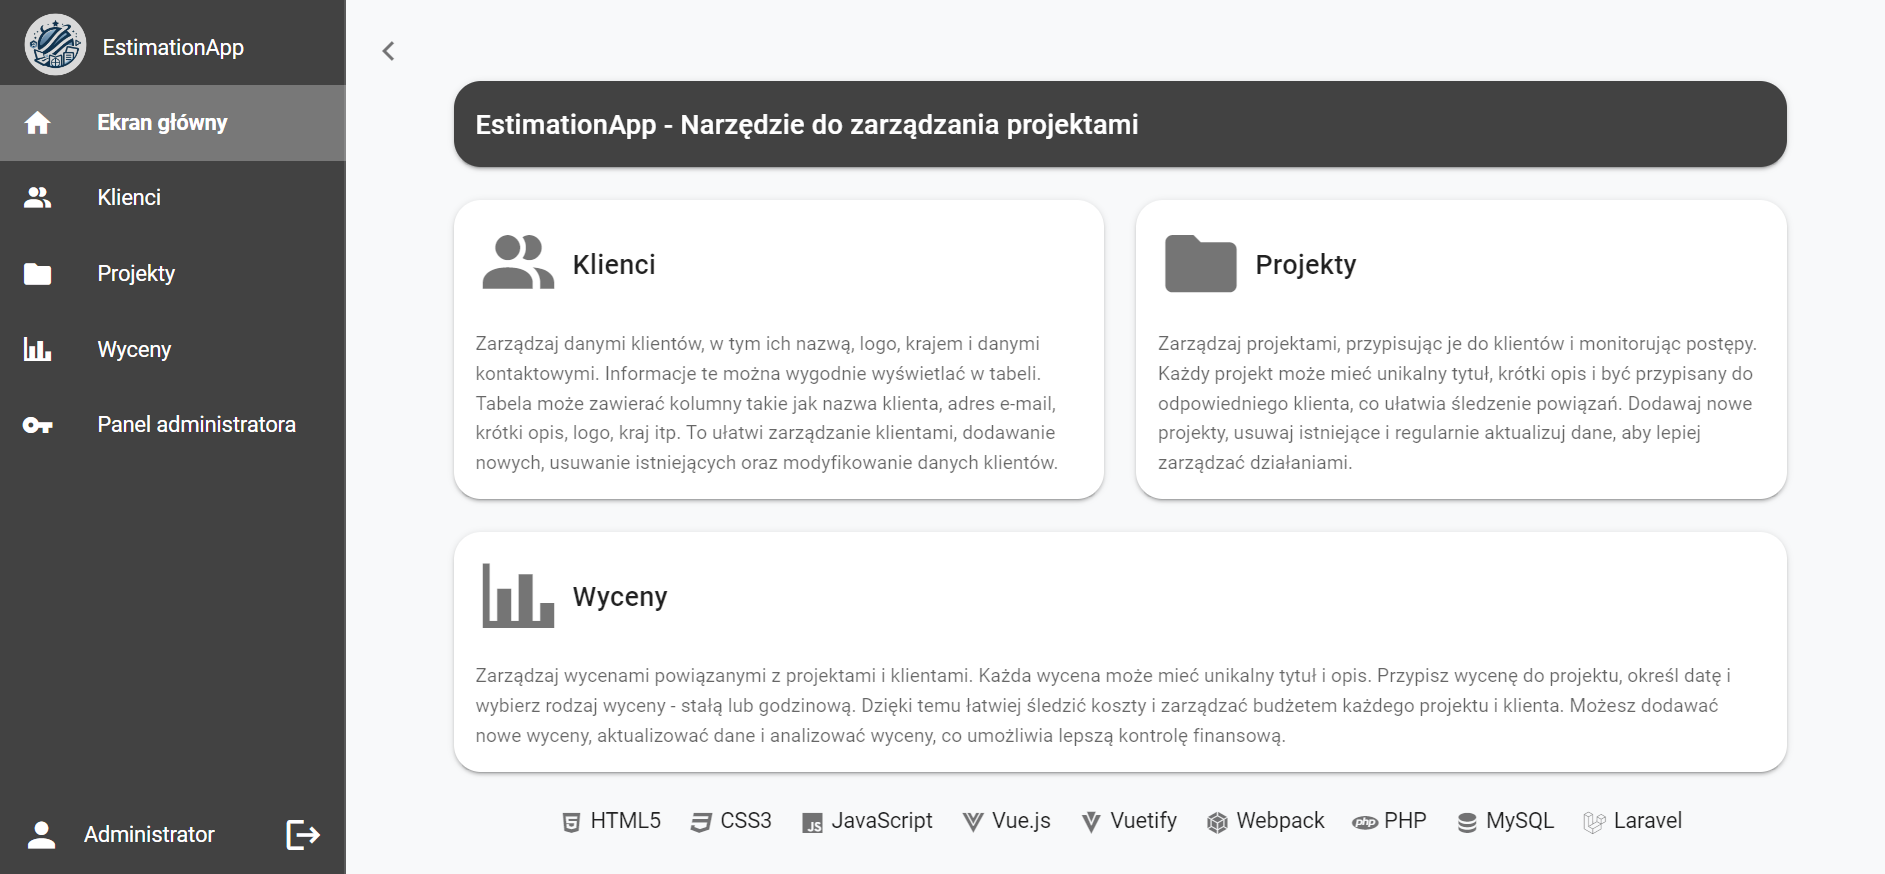 EstimationApp
Ekran główny
Klienci
Projekty
Wyceny
Panel administratora
Administrator
EstimationApp - Narzędzie do zarządzania projektami
Klienci
Zarządzaj danymi klientów, w tym ich nazwą, logo, krajem i danymi
kontaktowymi. Informacje te można wygodnie wyświetlać w tabeli.
Tabela może zawierać kolumny takie jak nazwa klienta, adres e-mail,
krótki opis, logo, kraj itp. To ułatwi zarządzanie klientami, dodawanie
nowych, usuwanie istniejących oraz modyfikowanie danych klientów.
Projekty
Zarządzaj projektami, przypisując je do klientów i monitorując postępy.
Każdy projekt może mieć unikalny tytuł, krótki opis i być przypisany do
odpowiedniego klienta, co ułatwia śledzenie powiązań. Dodawaj nowe
projekty, usuwaj istniejące i regularnie aktualizuj dane, aby lepiej
zarządzać działaniami.
Wyceny
Zarządzaj wycenami powiązanymi z projektami i klientami. Każda wycena może mieć unikalny tytuł i opis. Przypisz wycenę do projektu, określ datę i
wybierz rodzaj wyceny - stałą lub godzinową. Dzięki temu łatwiej śledzić koszty i zarządzać budżetem każdego projektu i klienta. Możesz dodawać
nowe wyceny, aktualizować dane i analizować wyceny, co umożliwia lepszą kontrolę finansową.
HTML5 CSS3 JS JavaScript Vue.js Vuetify Webpack php PHP MySQL Laravel